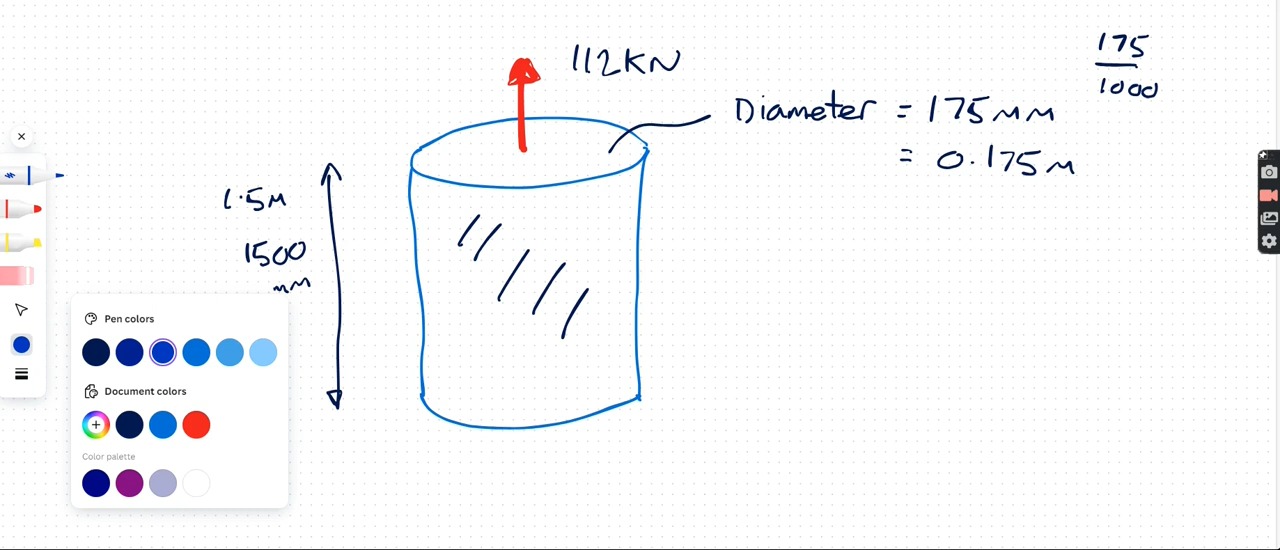 112KN
175
1000
Diameter = 175mm
= 0.175m
1.5m
1500
mm
Pen colors
Document colors
Color palette